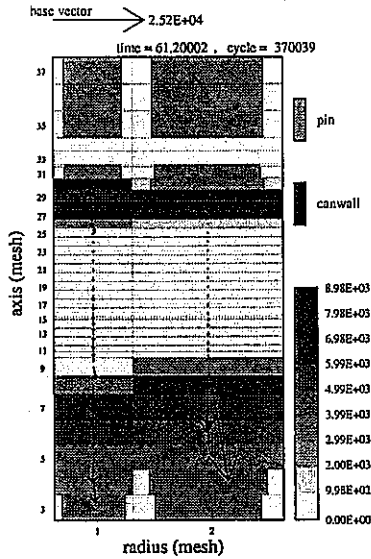 base vector
2.52E+04
time = 61.20002 , cycle = 370039
37
35
33
31
29
27
25
23
21
19
17
15
13
11
9
7
5
3
axis (mesh)
1 2
radius (mesh)
pin
canwall
8.98E+03
7.98E+03
6.98E+03
5.99E+03
4.99E+03
3.99E+03
2.99E+03
2.00E+03
9.98E+02
0.00E+00